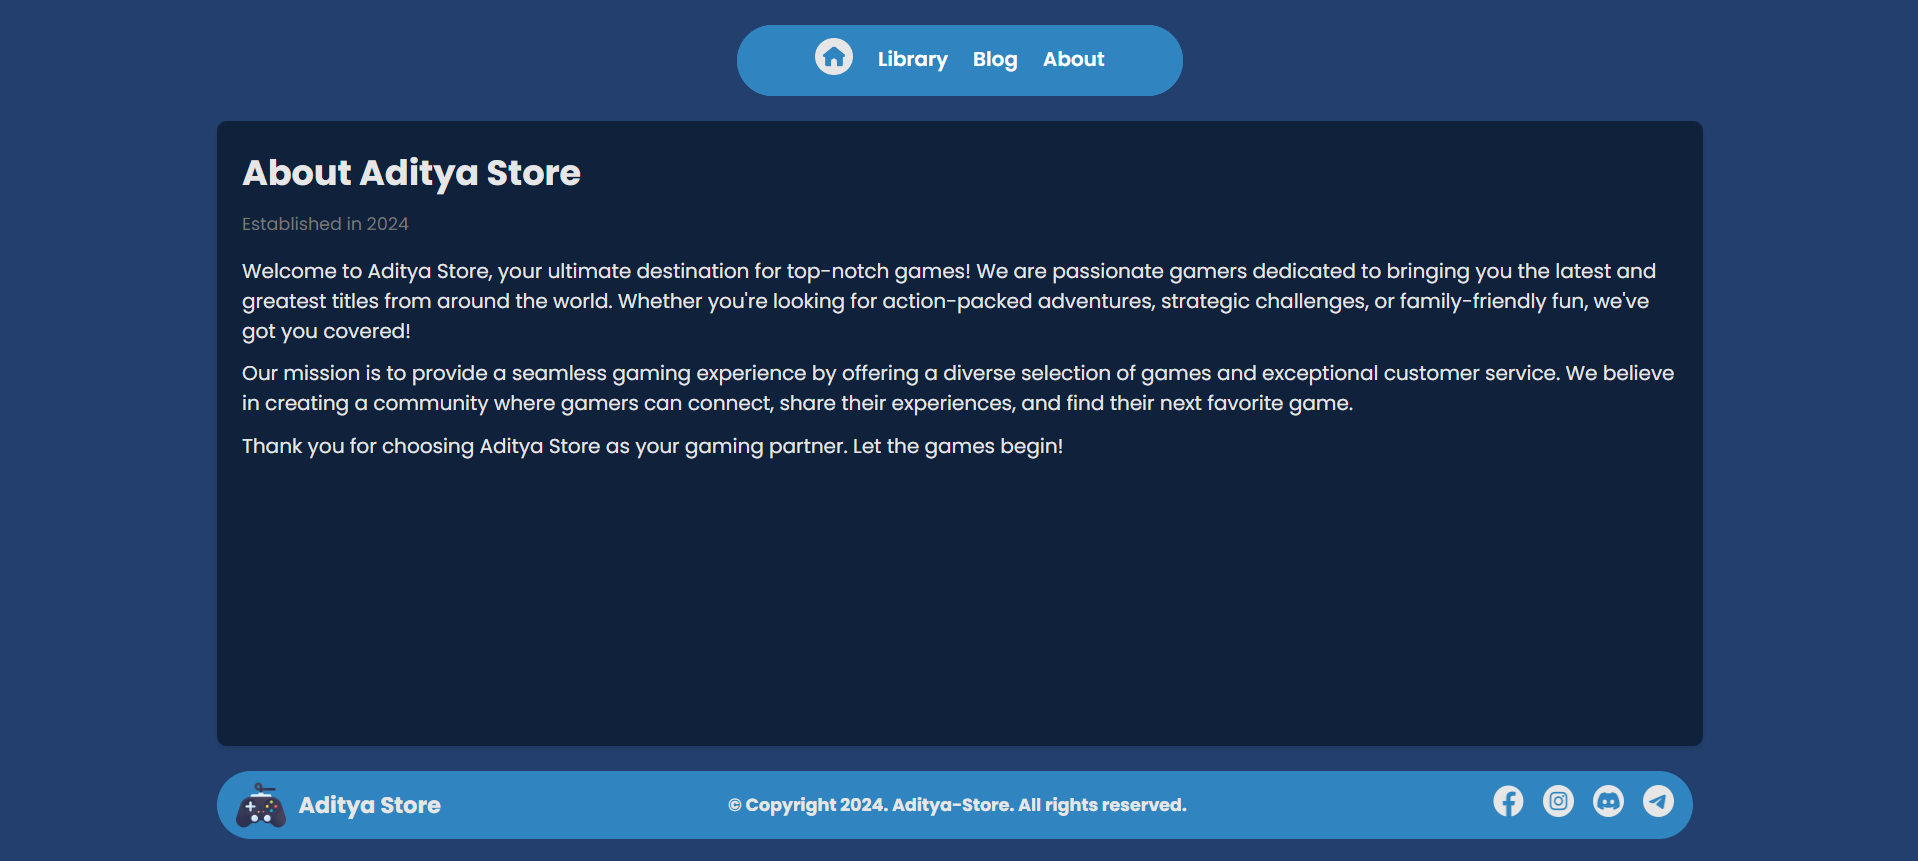 Library Blog About
About Aditya Store
Established in 2024
Welcome to Aditya Store, your ultimate destination for top-notch games! We are passionate gamers dedicated to bringing you the latest and
greatest titles from around the world. Whether you're looking for action-packed adventures, strategic challenges, or family-friendly fun, we've
got you covered!
Our mission is to provide a seamless gaming experience by offering a diverse selection of games and exceptional customer service. We believe
in creating a community where gamers can connect, share their experiences, and find their next favorite game.
Thank you for choosing Aditya Store as your gaming partner. Let the games begin!
Aditya Store
© Copyright 2024. Aditya-Store. All rights reserved.